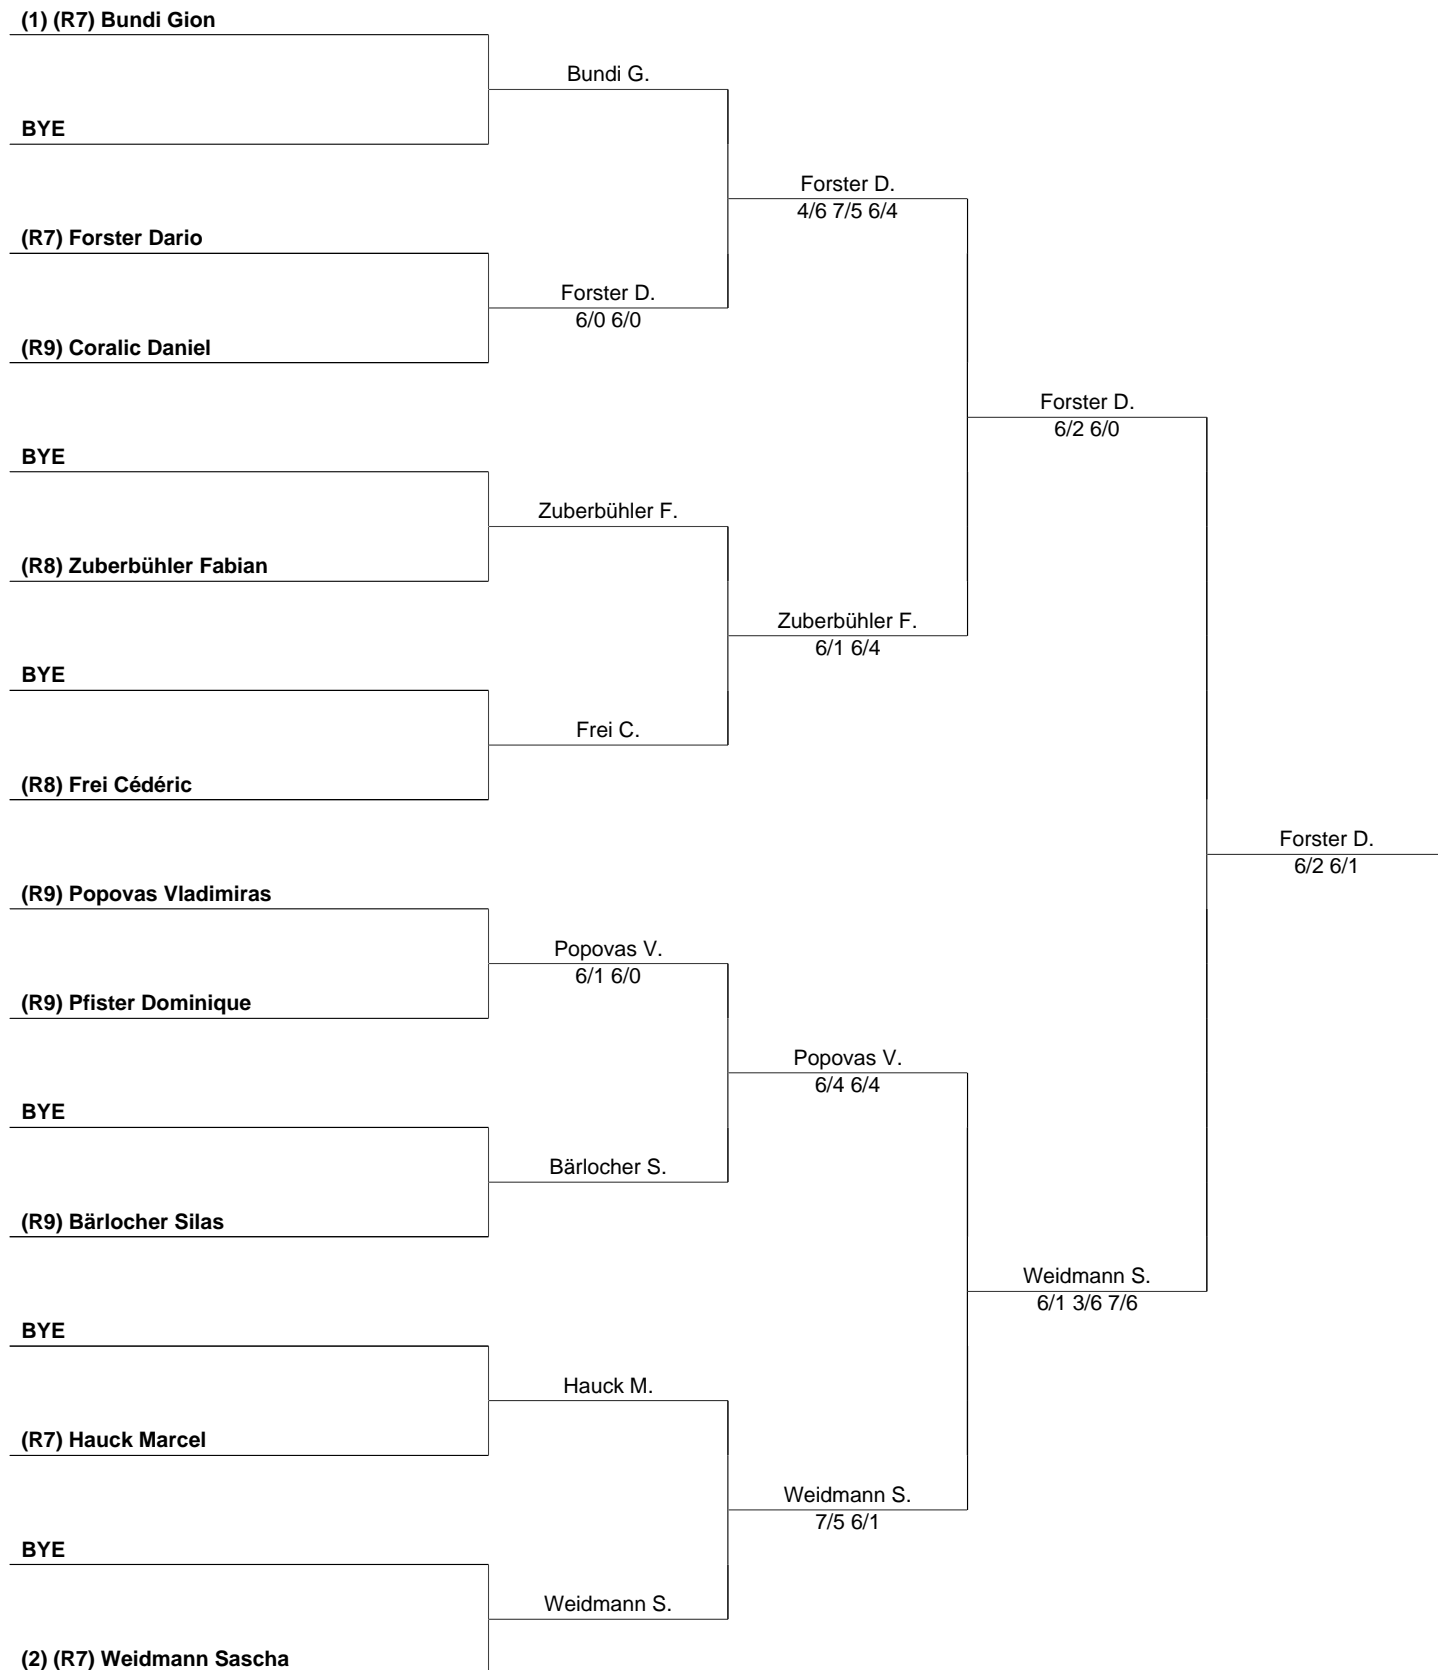 (1) (R7) Bundi Gion
Bundi G.
BYE
Forster D.
4/6 7/5 6/4
(R7) Forster Dario
Forster D.
6/0 6/0
(R9) Coralic Daniel
Forster D.
6/2 6/0
BYE
Zuberbühler F.
(R8) Zuberbühler Fabian
Zuberbühler F.
6/1 6/4
BYE
Frei C.
(R8) Frei Cédéric
Forster D.
6/2 6/1
(R9) Popovas Vladimiras
Popovas V.
6/1 6/0
(R9) Pfister Dominique
Popovas V.
6/4 6/4
BYE
Bärlocher S.
(R9) Bärlocher Silas
Weidmann S.
6/1 3/6 7/6
BYE
Hauck M.
(R7) Hauck Marcel
Weidmann S.
7/5 6/1
BYE
Weidmann S.
(2) (R7) Weidmann Sascha